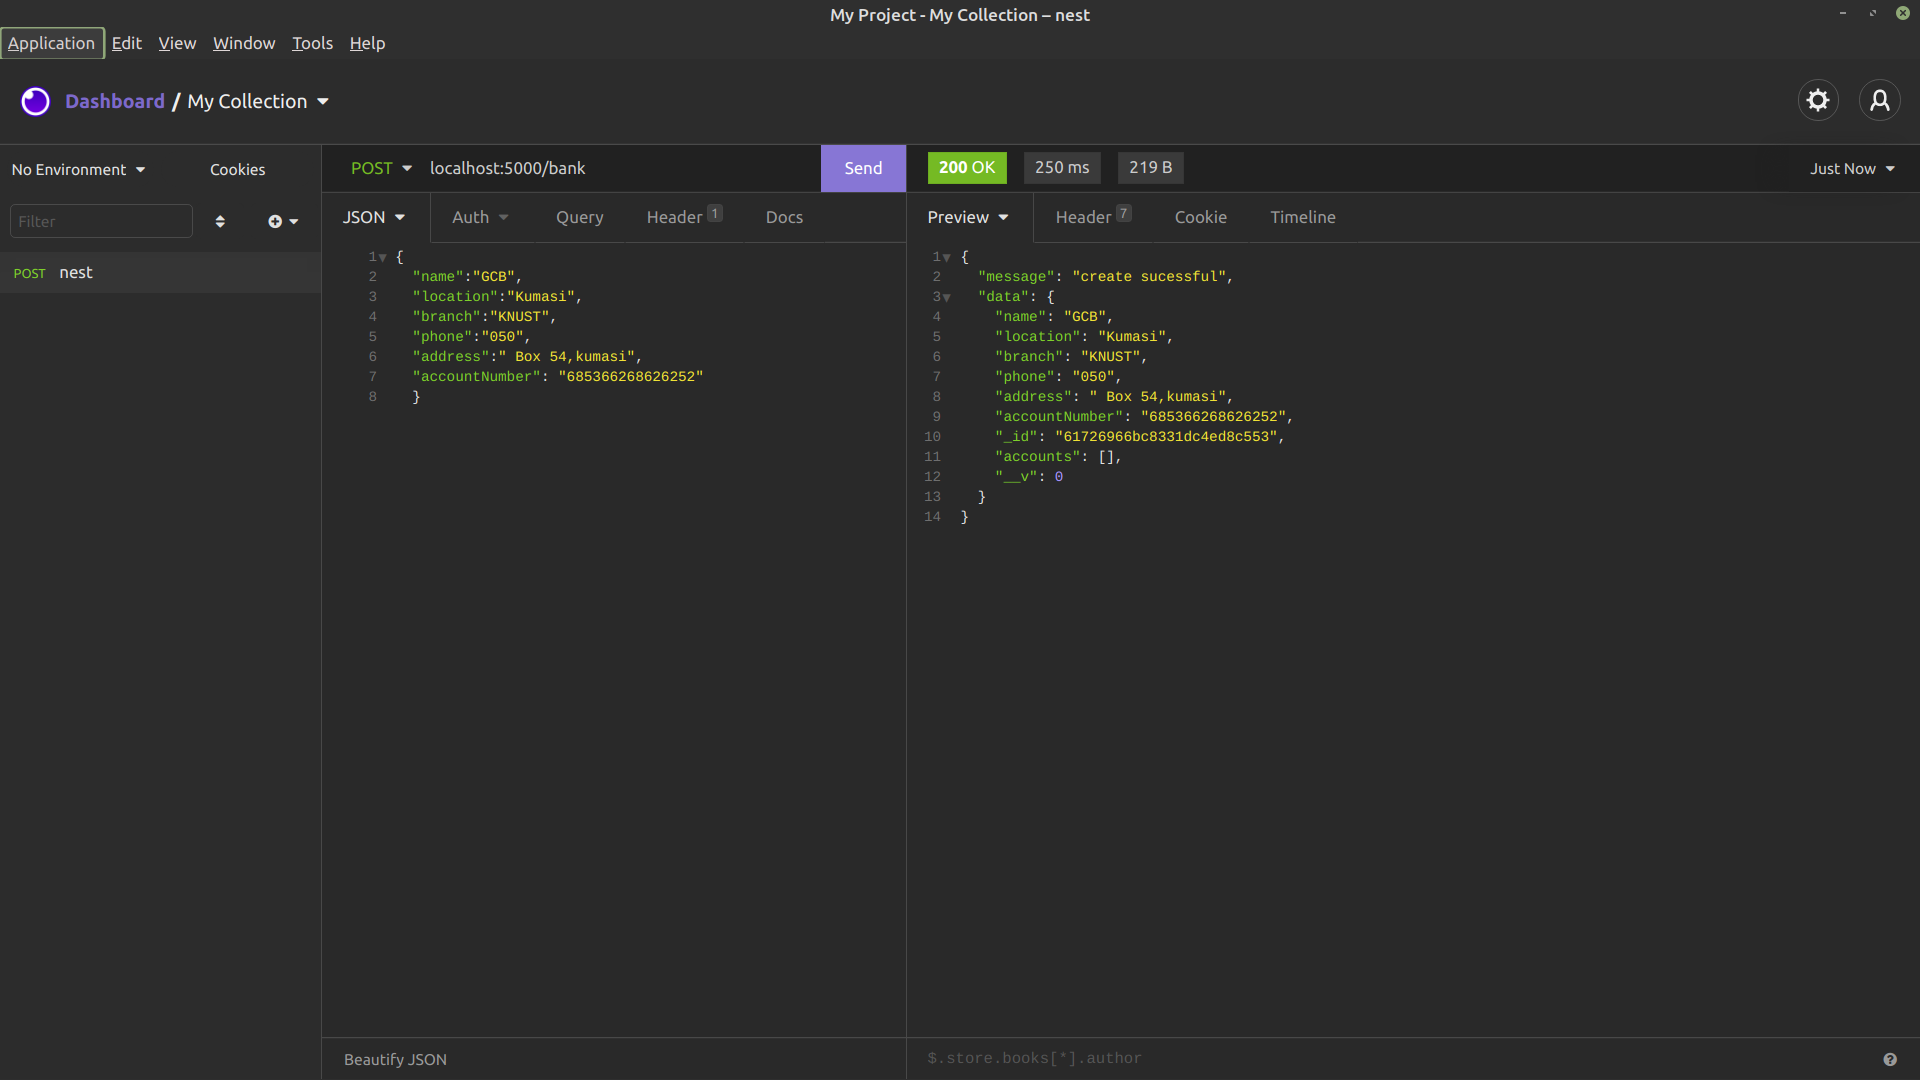 My Project - My Collection – nest
Application Edit View Window Tools Help
Dashboard / My Collection
No Environment Cookies
Filter
POST nest
POST localhost:5000/bank Send
JSON Auth Query Header 1 Docs
1 {
2 "name":"GCB",
3 "location":"Kumasi",
4 "branch":"KNUST",
5 "phone":"050",
6 "address":" Box 54,kumasi",
7 "accountNumber": "685366268626252"
8 }
Beautify JSON
200 OK 250 ms 219 B Just Now
Preview Header 7 Cookie Timeline
1 {
2 "message": "create sucessful",
3 "data": {
4 "name": "GCB",
5 "location": "Kumasi",
6 "branch": "KNUST",
7 "phone": "050",
8 "address": " Box 54,kumasi",
9 "accountNumber": "685366268626252",
10 "_id": "61726966bc8331dc4ed8c553",
11 "accounts": [],
12 "__v": 0
13 }
14 }
$.store.books[*].author